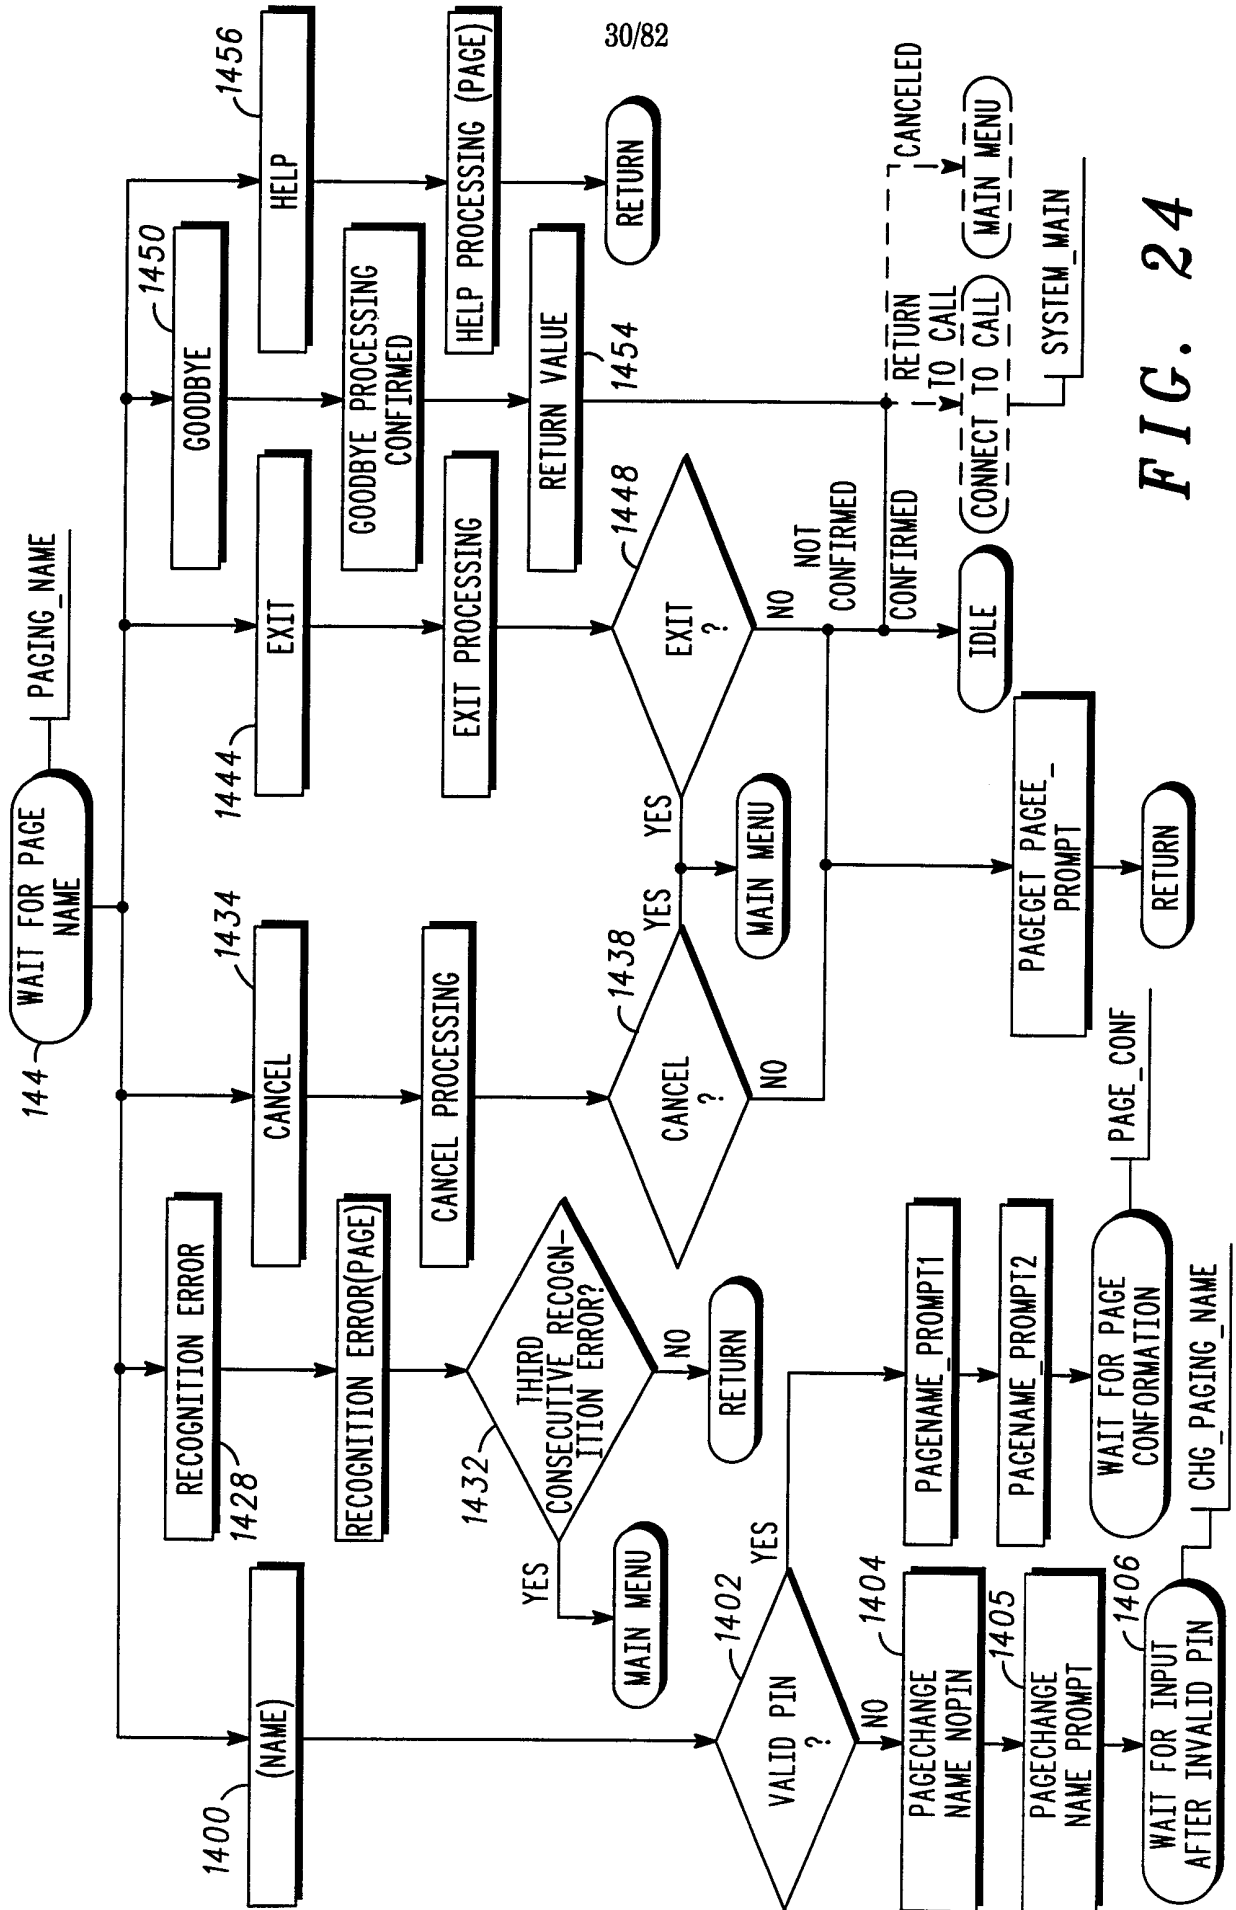 30/82
WAIT FOR PAGE
NAME
144
PAGING_NAME
1400
(NAME)
VALID PIN
?
1402
YES
NO
PAGECHANGE
NAME NOPIN
1404
PAGECHANGE
NAME PROMPT
1405
WAIT FOR INPUT
AFTER INVALID PIN
1406
CHG_PAGING_NAME
PAGENAME_PROMPT1
PAGENAME_PROMPT2
WAIT FOR PAGE
CONFORMATION
PAGE_CONF
RECOGNITION ERROR
1428
RECOGNITION ERROR(PAGE)
THIRD
CONSECUTIVE RECOGN-
ITION ERROR?
1432
YES
MAIN MENU
NO
RETURN
CANCEL
1434
CANCEL PROCESSING
CANCEL
?
1438
YES
NO
MAIN MENU
EXIT
1444
EXIT PROCESSING
EXIT
?
1448
YES
NO
PAGEGET PAGEE_
PROMPT
RETURN
GOODBYE
1450
GOODBYE PROCESSING
CONFIRMED
RETURN VALUE
1454
NOT
CONFIRMED
CONFIRMED
IDLE
RETURN
TO CALL
CONNECT TO CALL
SYSTEM_MAIN
CANCELED
MAIN MENU
HELP
1456
HELP PROCESSING (PAGE)
RETURN
FIG. 24